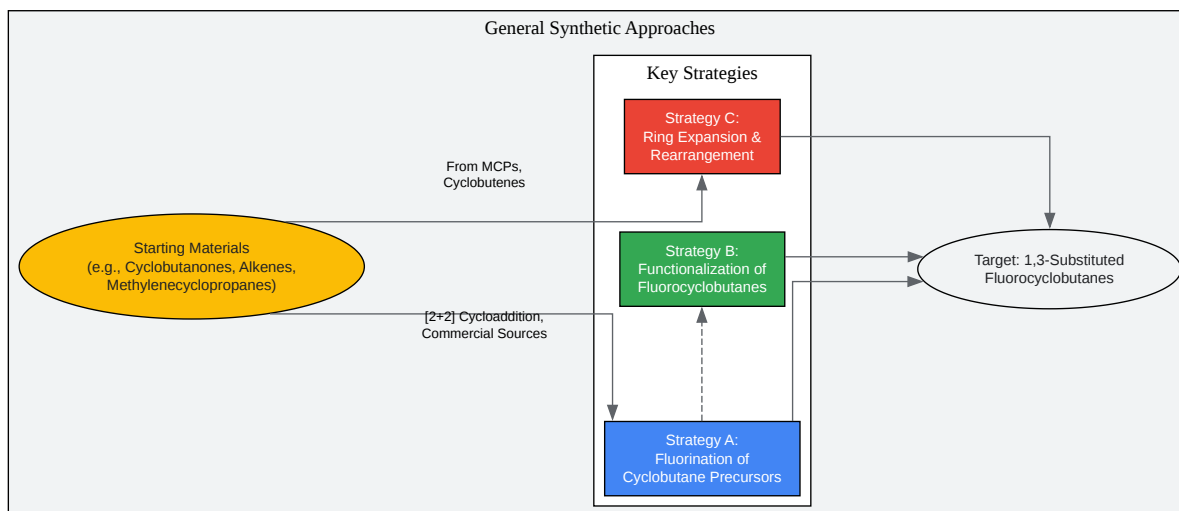 General Synthetic Approaches
Key Strategies
Strategy C:
Ring Expansion &
Rearrangement
From MCPs,
Cyclobutenes
Starting Materials
(e.g., Cyclobutanones, Alkenes,
Methylenecyclopropanes)
Strategy B:
Functionalization of
Fluorocyclobutanes
Target: 1,3-Substituted
Fluorocyclobutanes
[2+2] Cycloaddition,
Commercial Sources
Strategy A:
Fluorination of
Cyclobutane Precursors